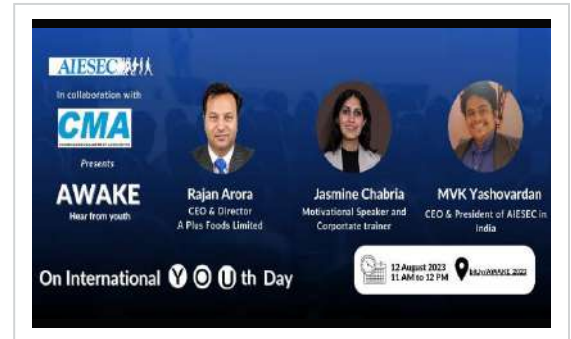 AIESEC
In collaboration with
CMA
Presents
AWAKE
Hear from youth
Rajan Arora
CEO & Director
A Plus Foods Limited
Jasmine Chabria
Motivational Speaker and
Corportate trainer
MVK Yashovardan
CEO & President of AIESEC in
India
On International YOUth Day
12 August 2023
11 AM to 12 PM
2023